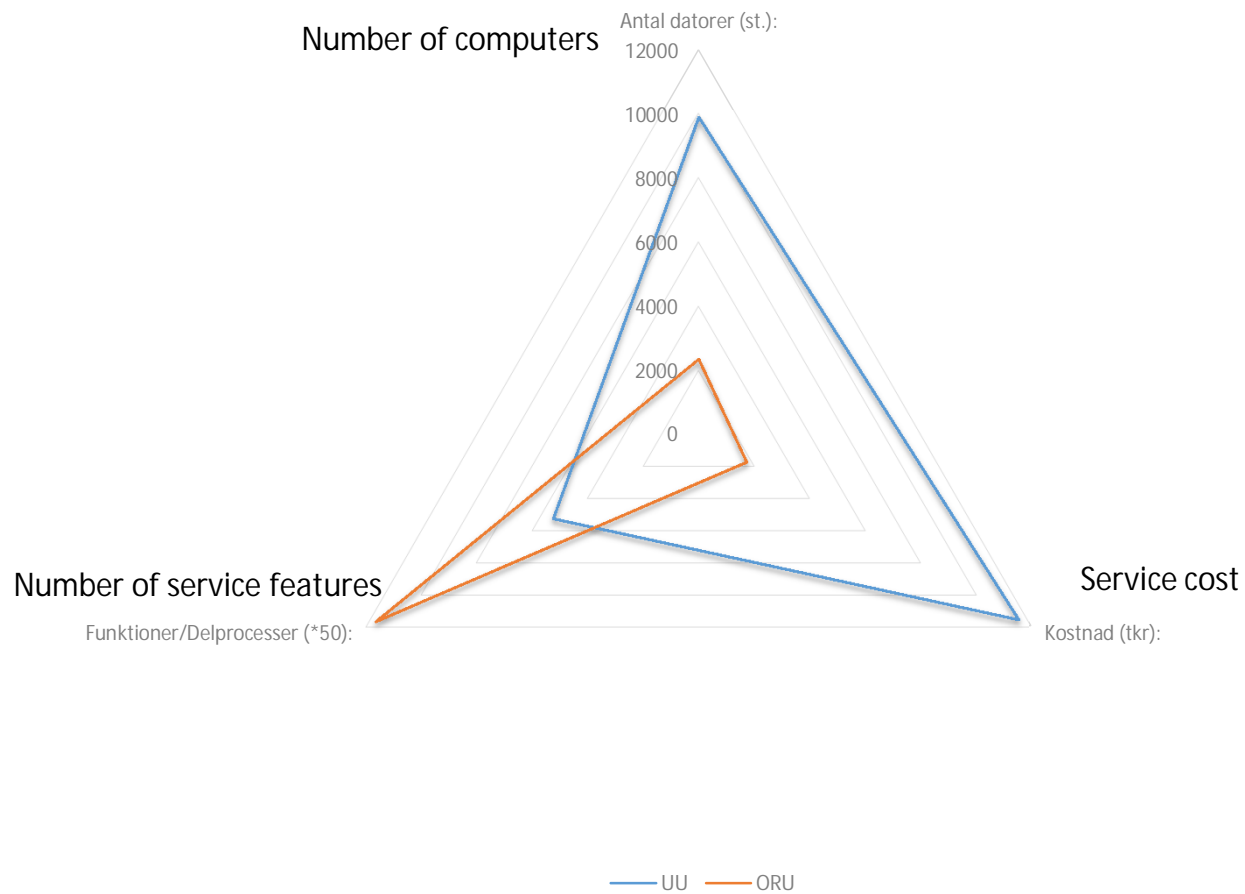 Antal datorer (st.):
Number of computers
12000
10000
8000
6000
4000
2000
0
Number of service features
Service cost
Funktioner/Delprocesser (*50):
Kostnad (tkr):
UU
ORU